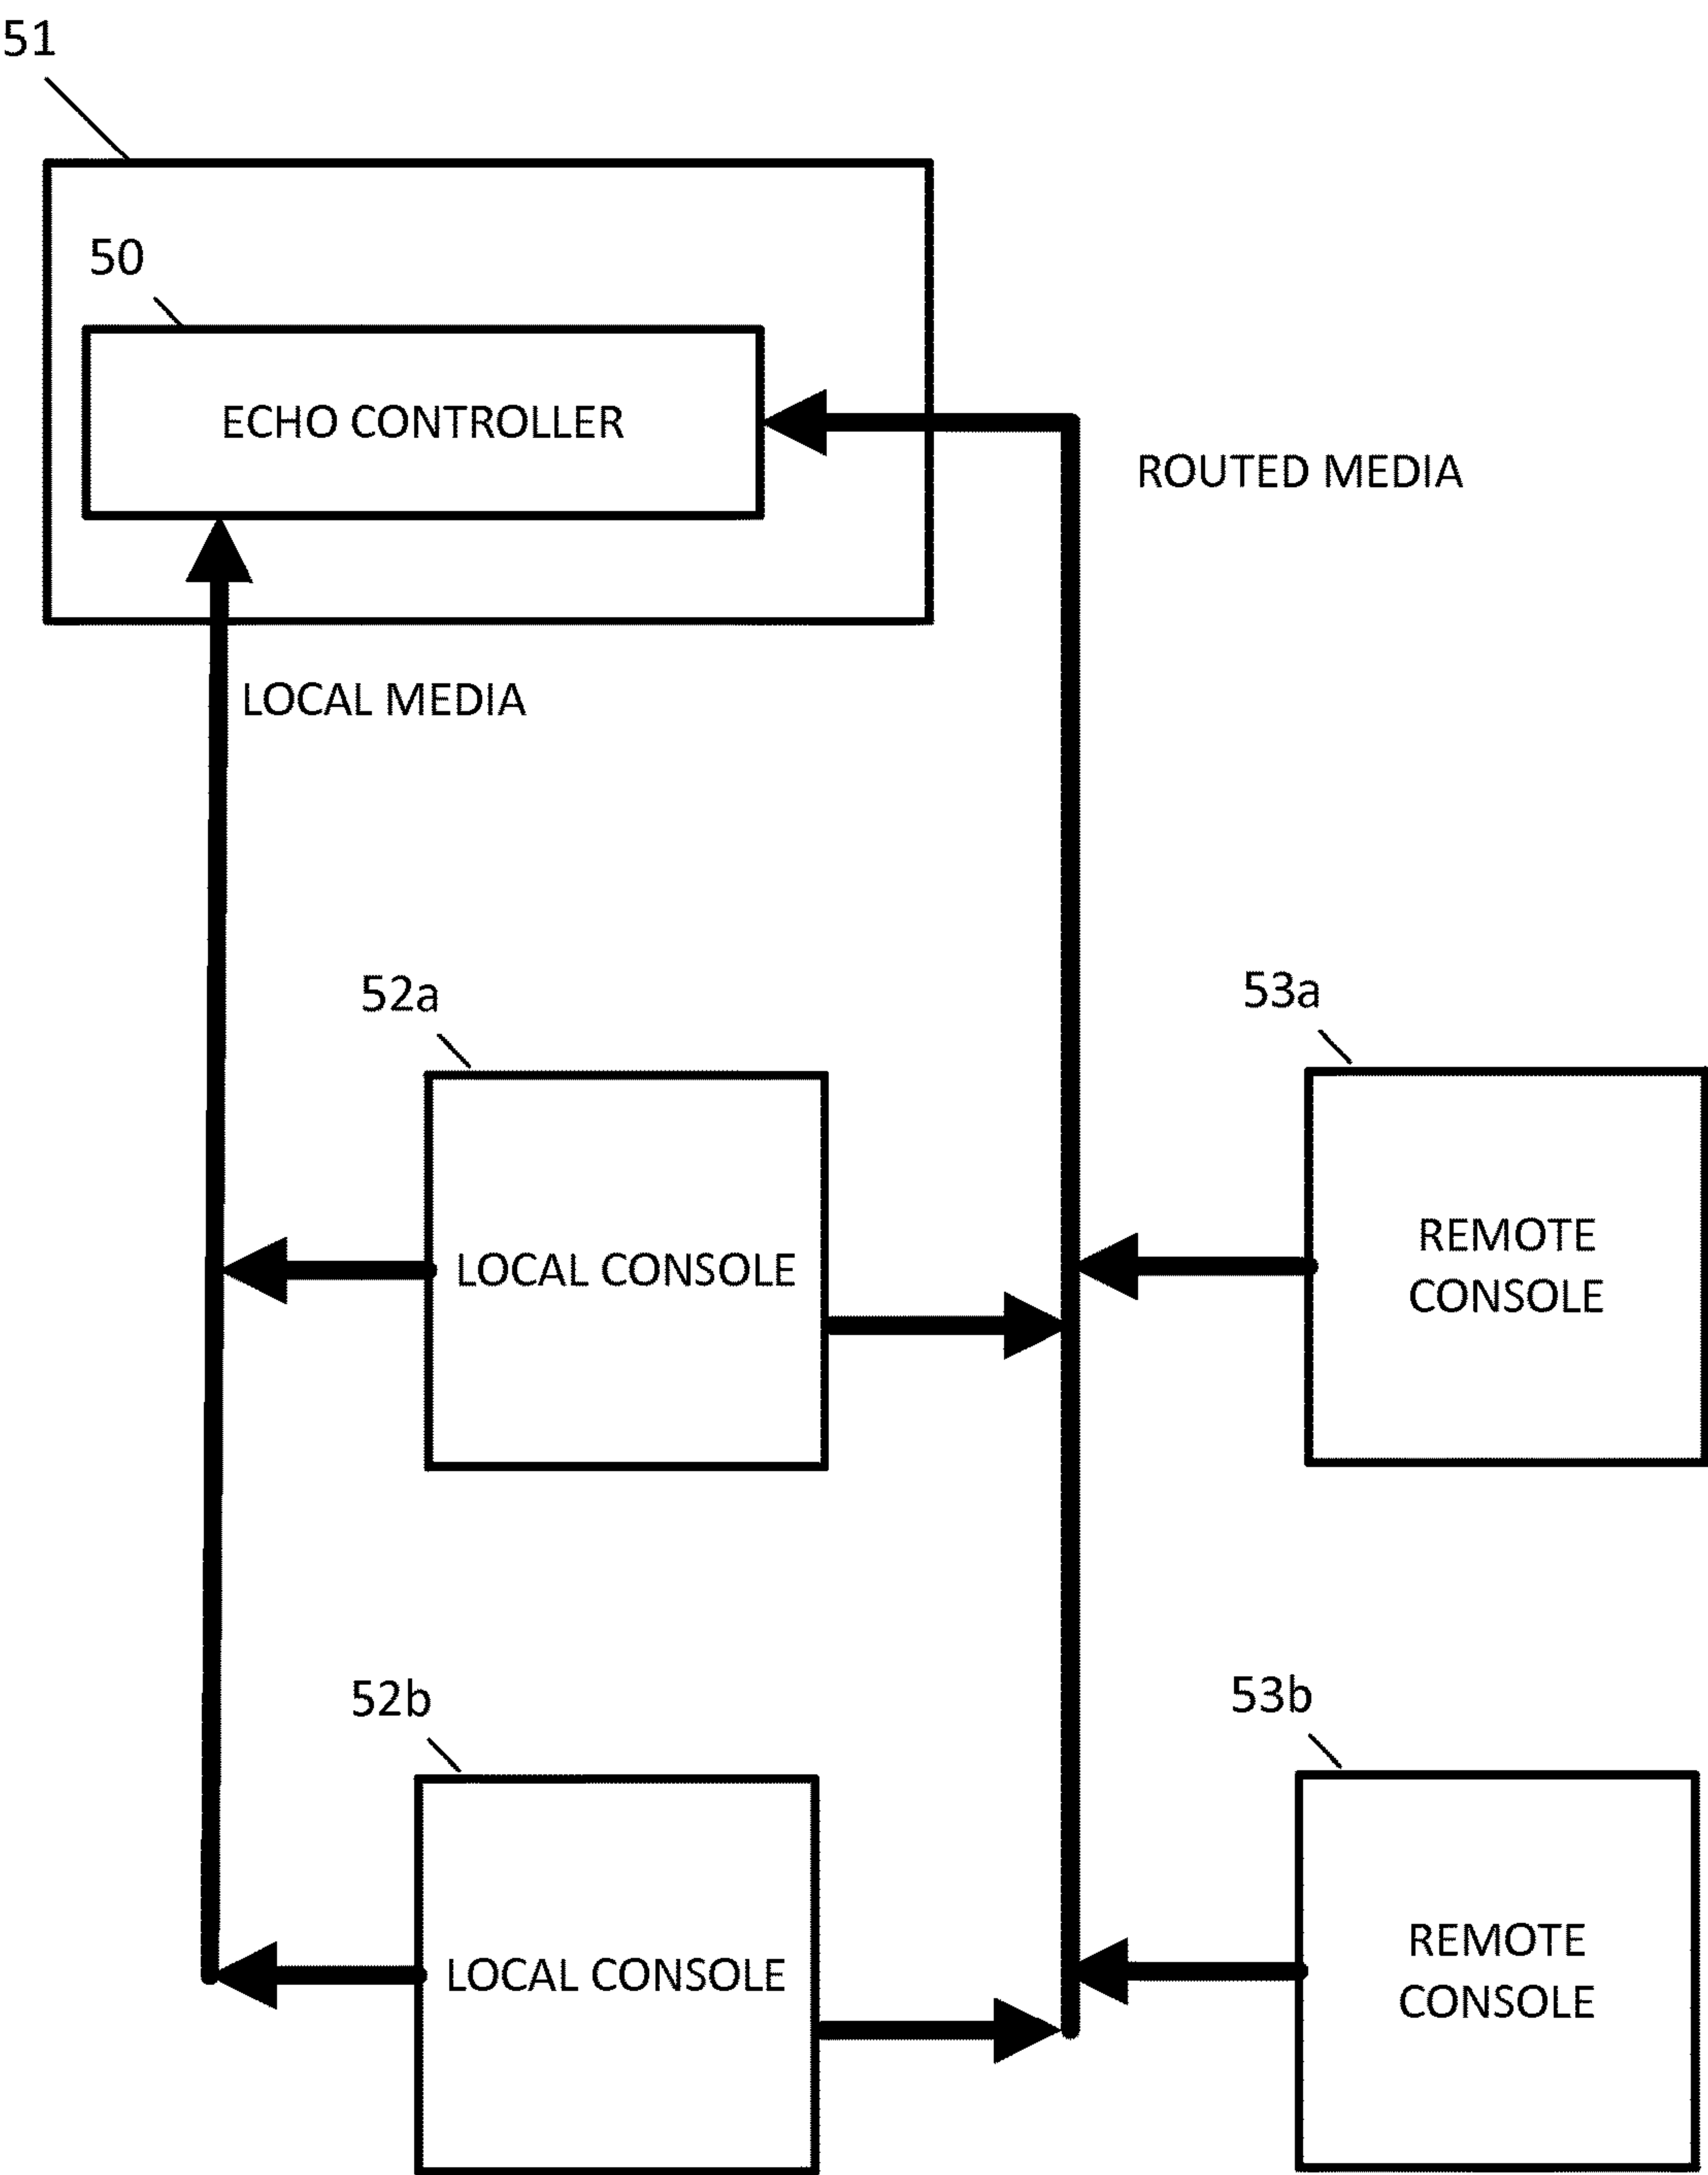 51
50
ECHO CONTROLLER
ROUTED MEDIA
LOCAL MEDIA
52a
53a
LOCAL CONSOLE
REMOTE
CONSOLE
52b
53b
LOCAL CONSOLE
REMOTE
CONSOLE